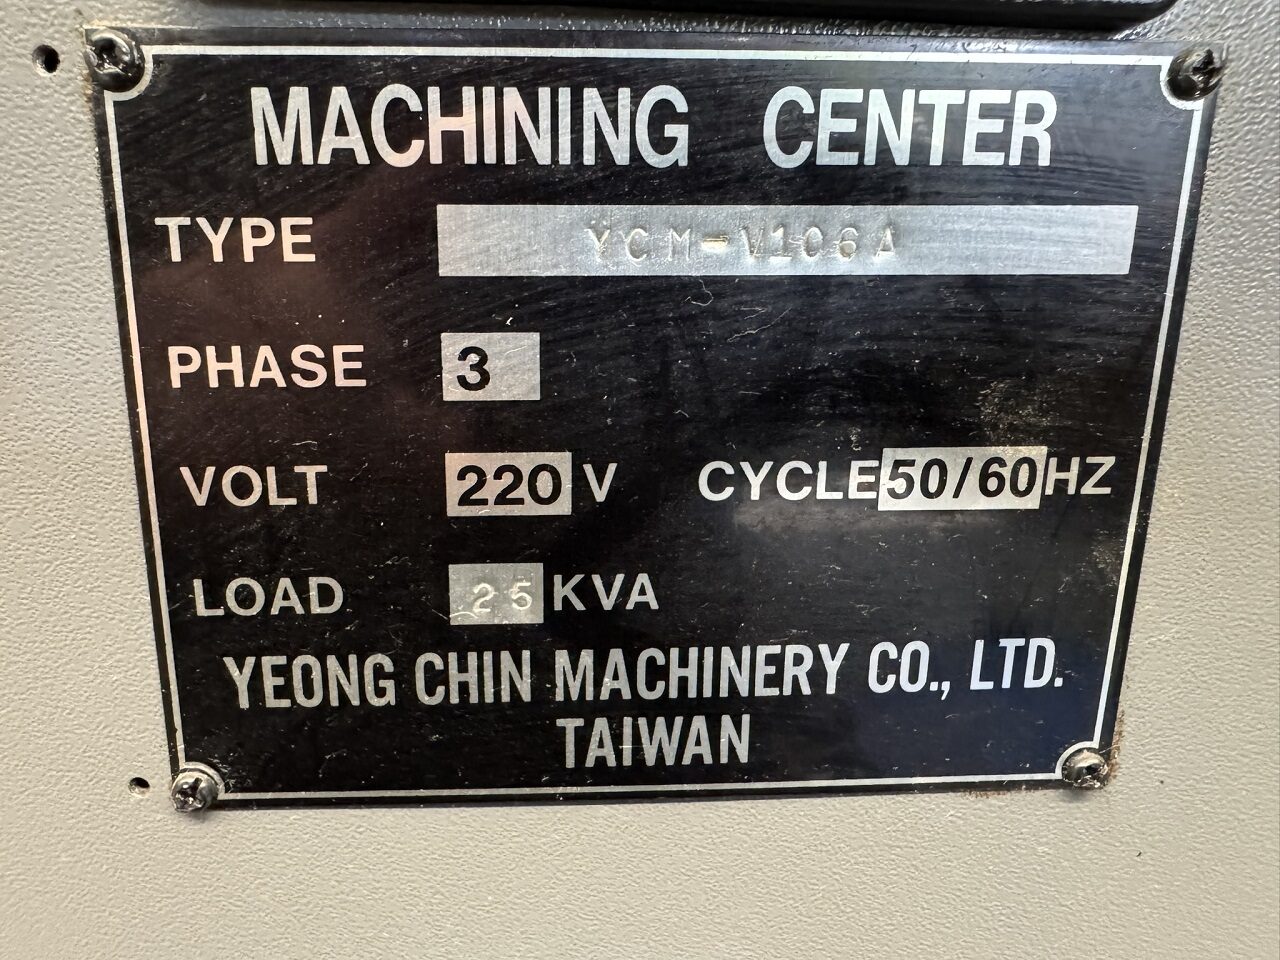 MACHINING CENTER
TYPE YCM-V106A
PHASE 3
VOLT 220 V CYCLE 50/60 HZ
LOAD 25 KVA
YEONG CHIN MACHINERY CO., LTD.
TAIWAN